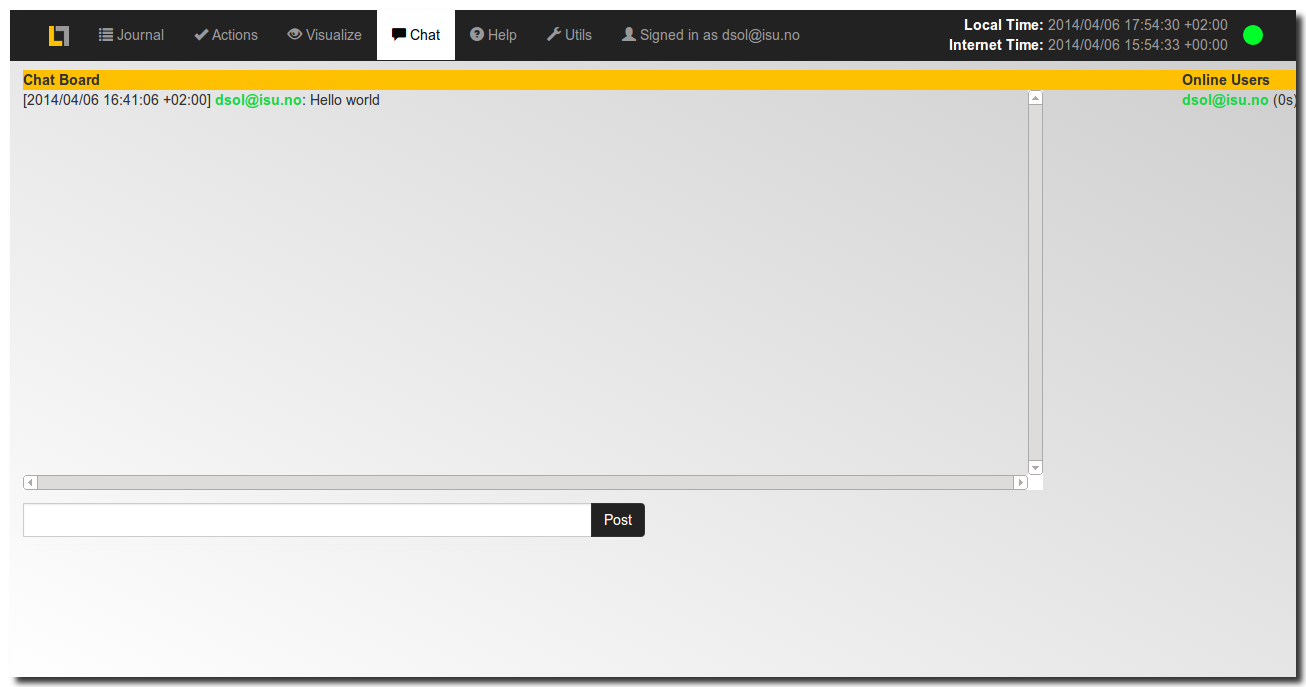 Journal Actions Visualize Chat Help Utils Signed in as dsol@isu.no
Local Time: 2014/04/06 17:54:30 +02:00
Internet Time: 2014/04/06 15:54:33 +00:00
Chat Board Online Users
[2014/04/06 16:41:06 +02:00] dsol@isu.no: Hello world dsol@isu.no (0s)
Post